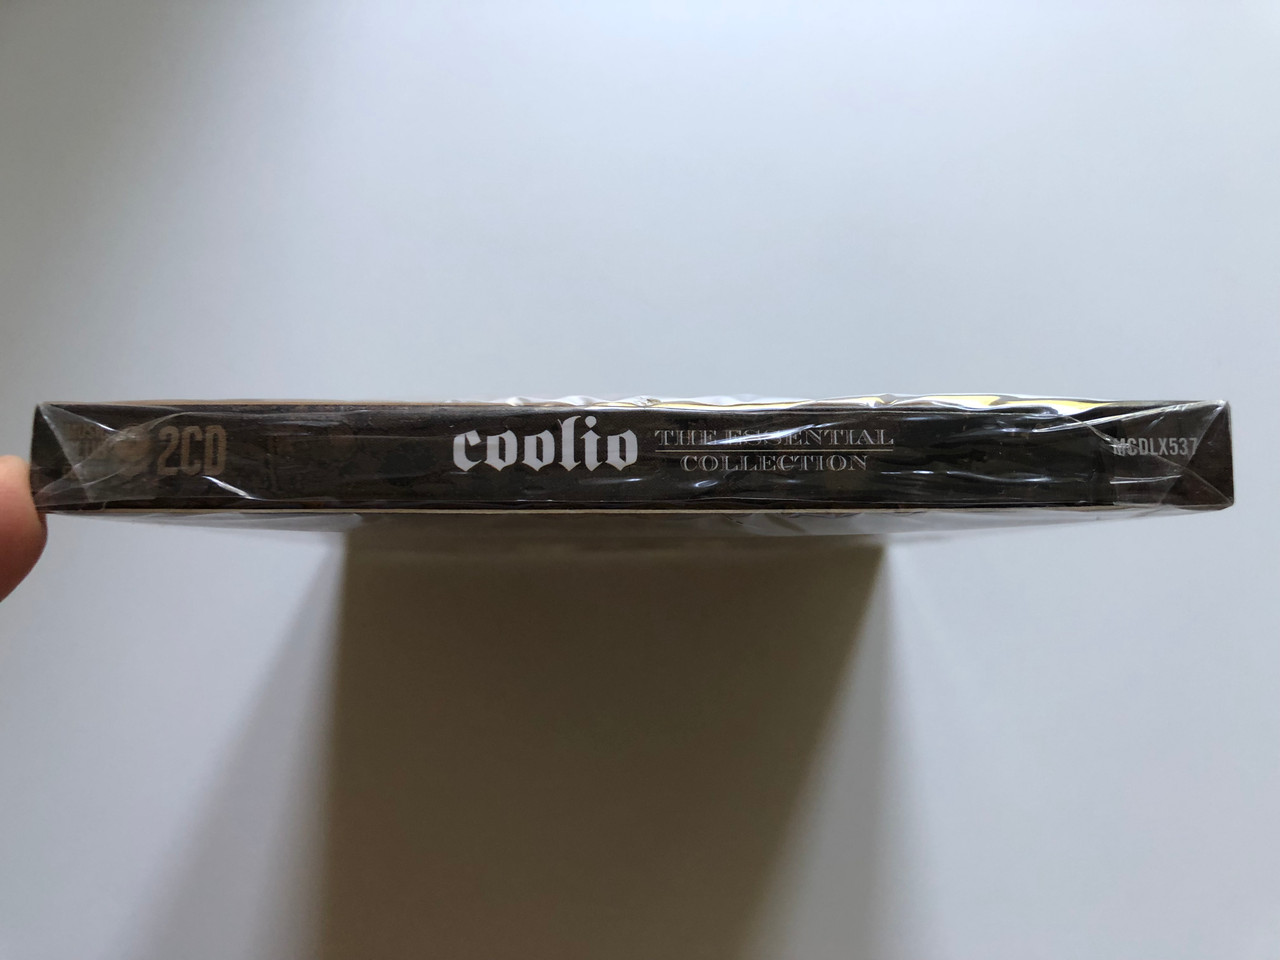 2CD
coolio
THE ESSENTIAL
COLLECTION
MCDLX537